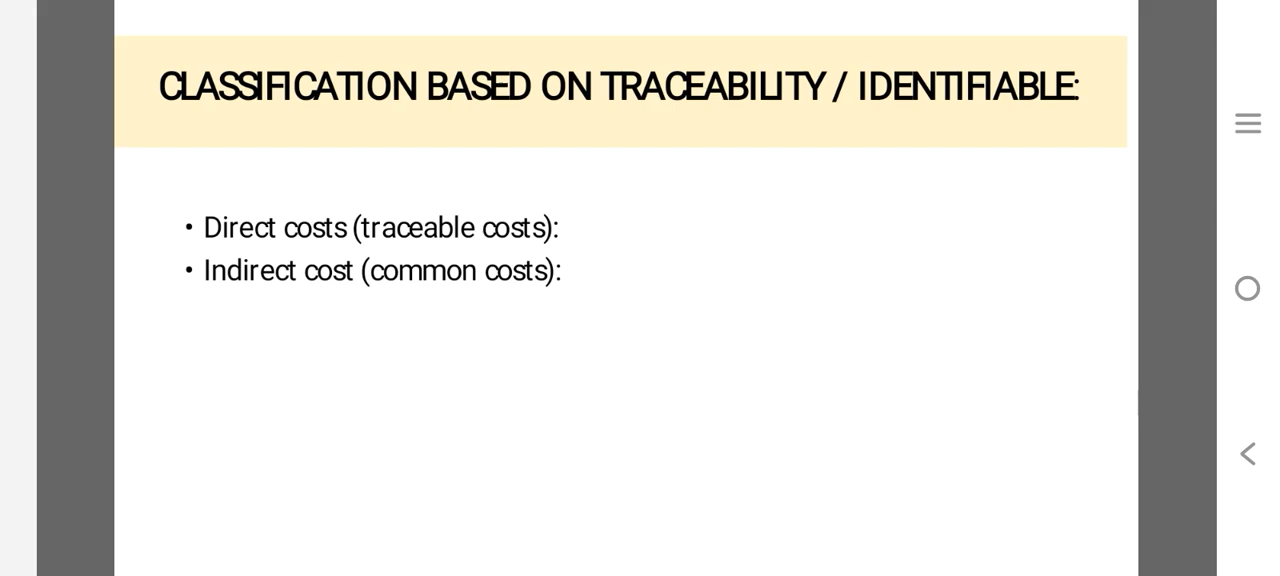 CLASSIFICATION BASED ON TRACEABILITY / IDENTIFIABLE:
• Direct costs (traceable costs):
• Indirect cost (common costs):